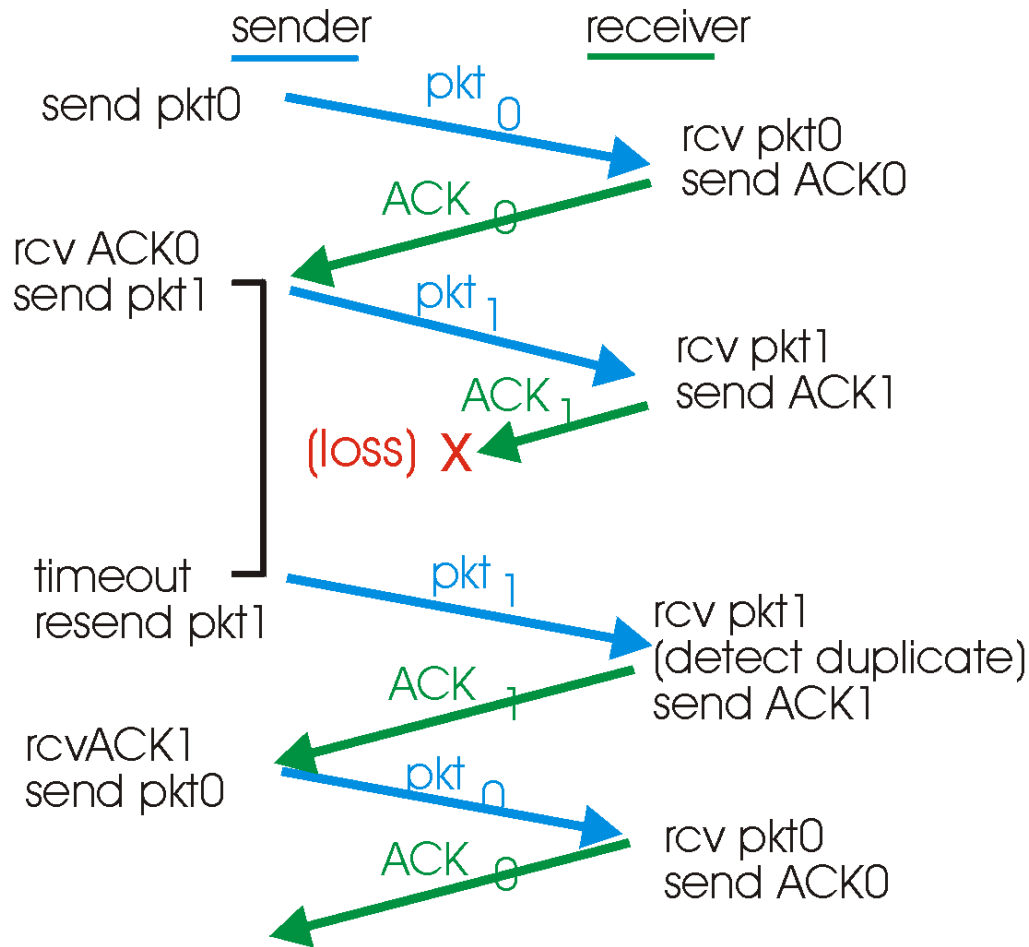 sender
receiver
send pkt0
pkt 0
rcv pkt0
send ACK0
ACK 0
rcv ACK0
send pkt1
pkt 1
rcv pkt1
send ACK1
ACK 1
(loss) X
timeout
resend pkt1
pkt 1
rcv pkt1
(detect duplicate)
send ACK1
ACK 1
rcvACK1
send pkt0
pkt 0
rcv pkt0
send ACK0
ACK 0